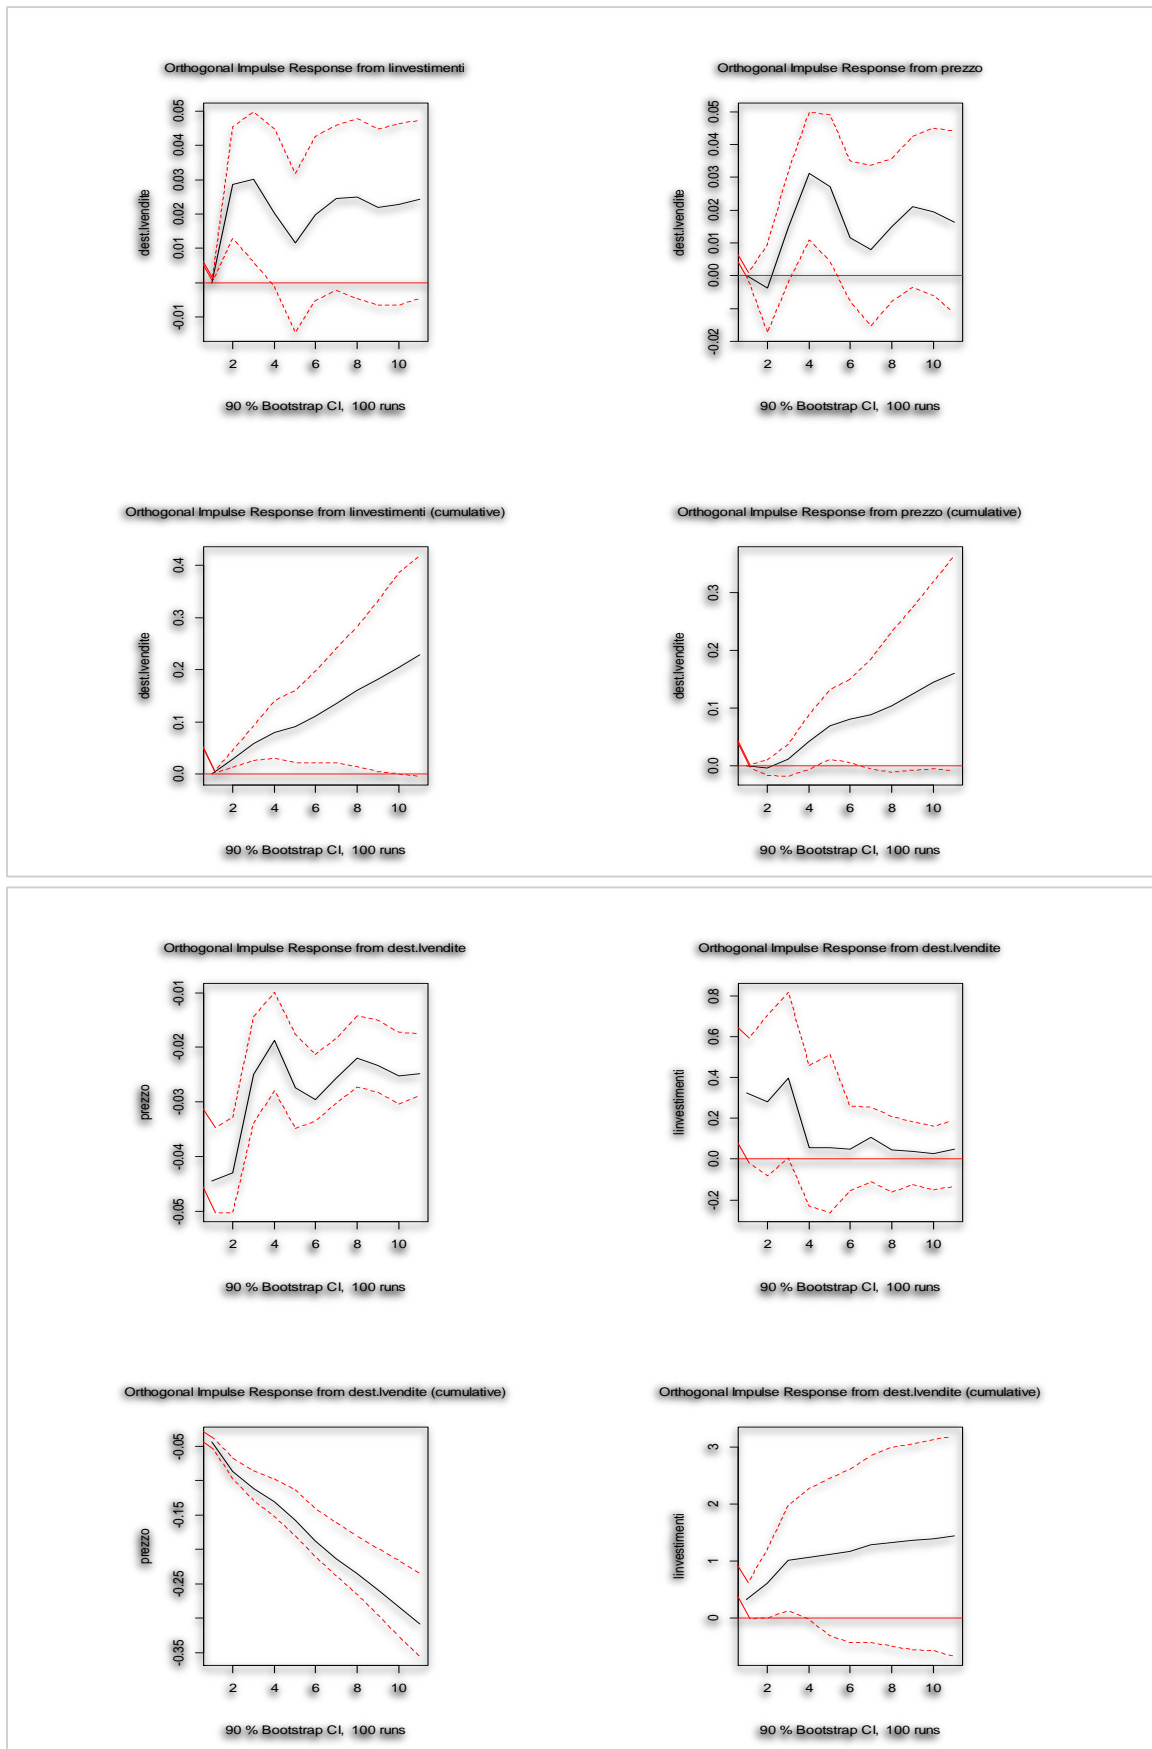 Orthogonal Impulse Response from linvestimenti
dest.lvendite
0.05
0.04
0.03
0.02
0.01
-0.01
2 4 6 8 10
90 % Bootstrap CI, 100 runs
Orthogonal Impulse Response from prezzo
dest.lvendite
0.05
0.04
0.03
0.02
0.01
0.00
-0.02
2 4 6 8 10
90 % Bootstrap CI, 100 runs
Orthogonal Impulse Response from linvestimenti (cumulative)
dest.lvendite
0.4
0.3
0.2
0.1
0.0
2 4 6 8 10
90 % Bootstrap CI, 100 runs
Orthogonal Impulse Response from prezzo (cumulative)
dest.lvendite
0.3
0.2
0.1
0.0
2 4 6 8 10
90 % Bootstrap CI, 100 runs
Orthogonal Impulse Response from dest.lvendite
prezzo
-0.01
-0.02
-0.03
-0.04
-0.05
2 4 6 8 10
90 % Bootstrap CI, 100 runs
Orthogonal Impulse Response from dest.lvendite
linvestimenti
0.8
0.6
0.4
0.2
0.0
-0.2
2 4 6 8 10
90 % Bootstrap CI, 100 runs
Orthogonal Impulse Response from dest.lvendite (cumulative)
prezzo
-0.05
-0.15
-0.25
-0.35
2 4 6 8 10
90 % Bootstrap CI, 100 runs
Orthogonal Impulse Response from dest.lvendite (cumulative)
linvestimenti
3
2
1
0
2 4 6 8 10
90 % Bootstrap CI, 100 runs